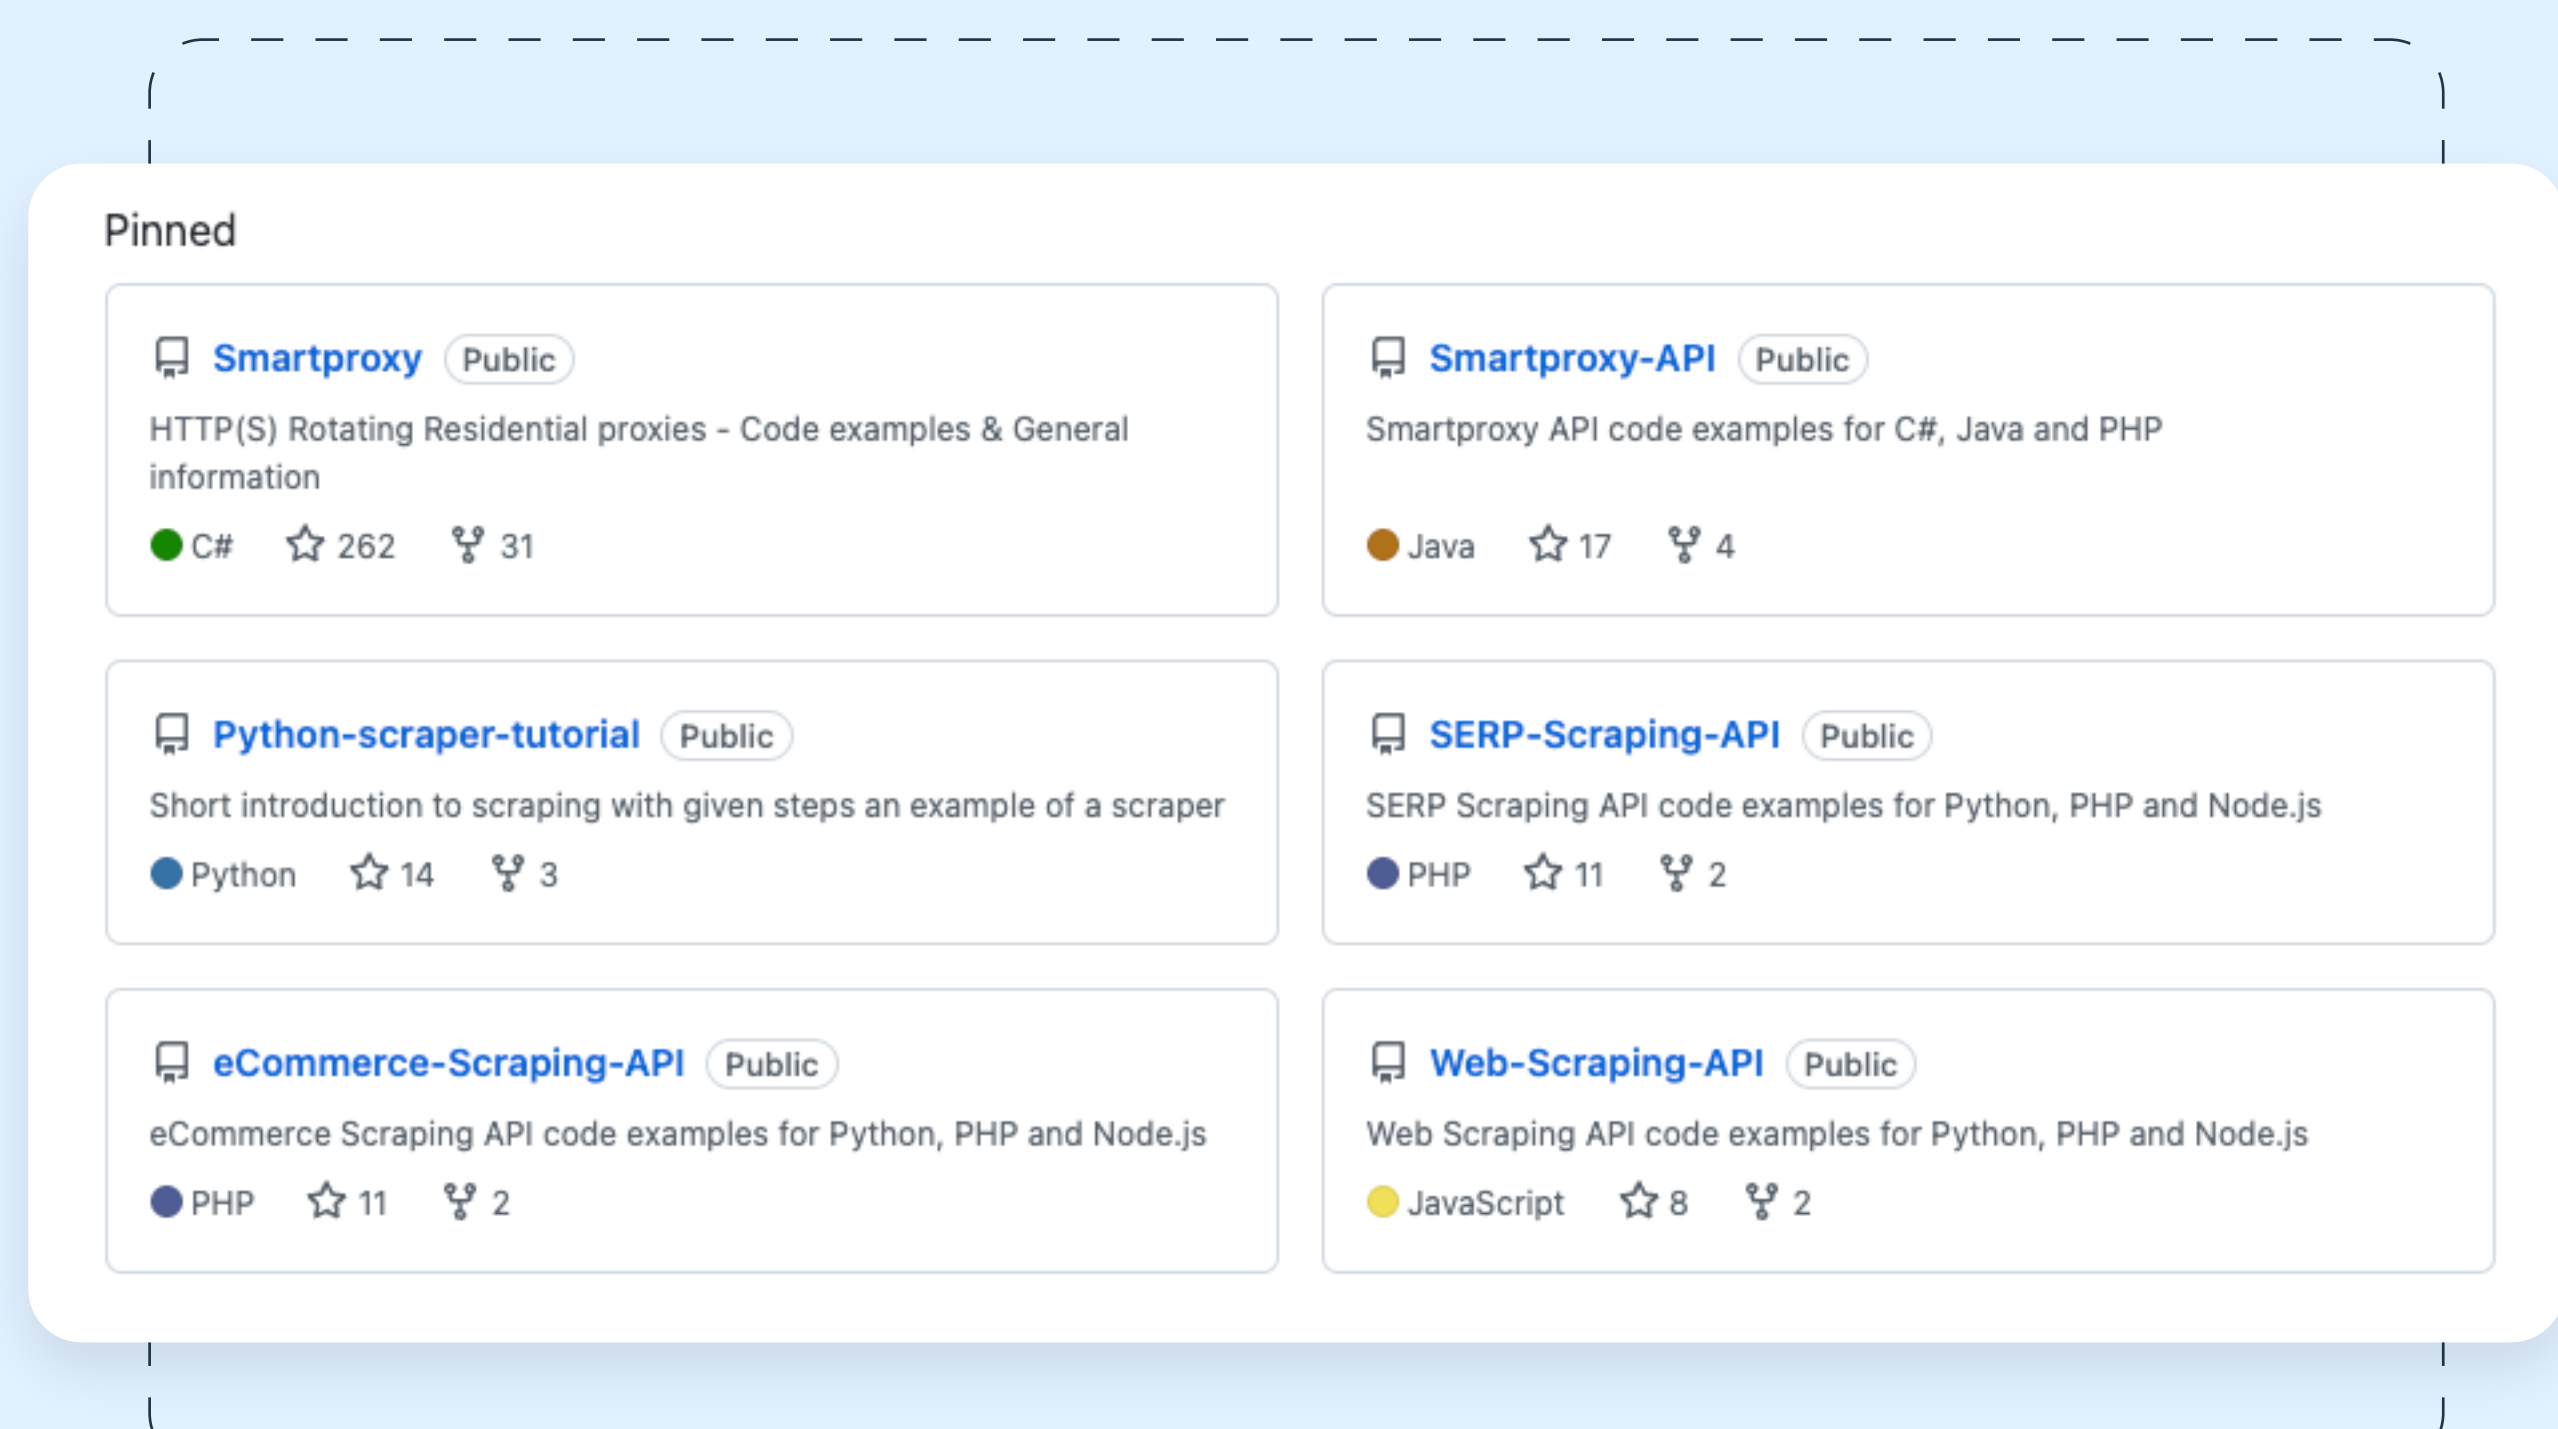 Pinned
Smartproxy Public
HTTP(S) Rotating Residential proxies - Code examples & General
information
C# 262 31
Smartproxy-API Public
Smartproxy API code examples for C#, Java and PHP
Java 17 4
Python-scraper-tutorial Public
Short introduction to scraping with given steps an example of a scraper
Python 14 3
SERP-Scraping-API Public
SERP Scraping API code examples for Python, PHP and Node.js
PHP 11 2
eCommerce-Scraping-API Public
eCommerce Scraping API code examples for Python, PHP and Node.js
PHP 11 2
Web-Scraping-API Public
Web Scraping API code examples for Python, PHP and Node.js
JavaScript 8 2